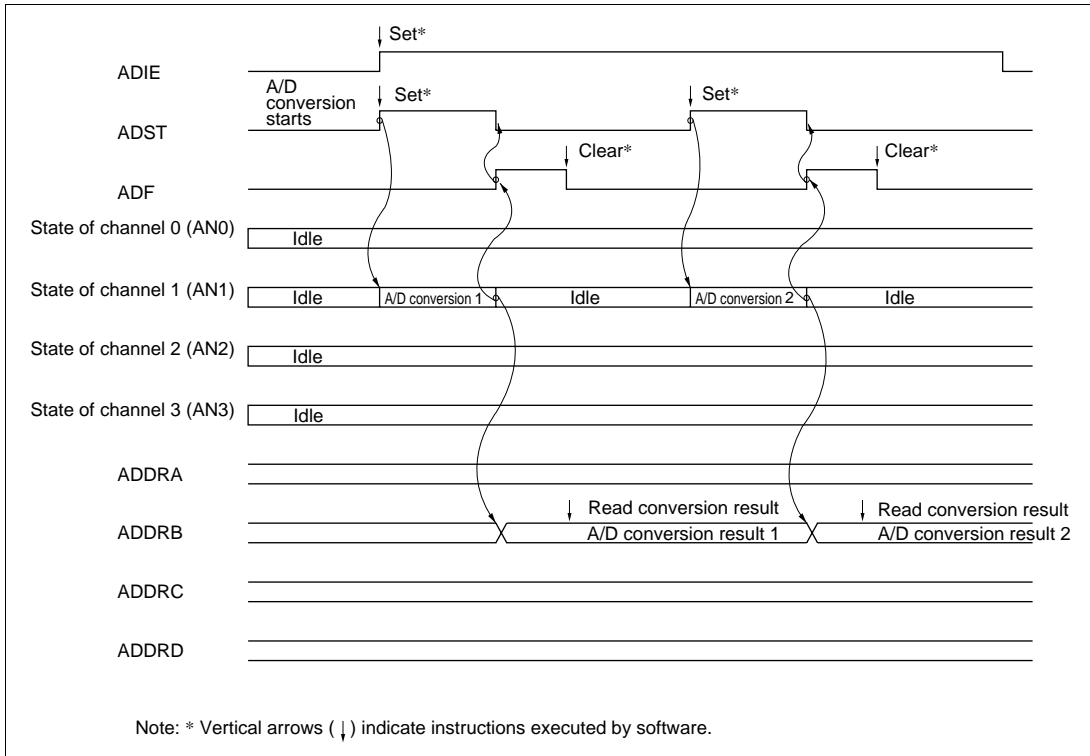 Set*
ADIE
A/D
conversion
starts
Set*
Set*
ADST
Clear*
Clear*
ADF
State of channel 0 (AN0)
Idle
State of channel 1 (AN1)
Idle
A/D conversion 1
Idle
A/D conversion 2
Idle
State of channel 2 (AN2)
Idle
State of channel 3 (AN3)
Idle
ADDRA
Read conversion result
Read conversion result
ADDRB
A/D conversion result 1
A/D conversion result 2
ADDRC
ADDRD
Note: * Vertical arrows (↓) indicate instructions executed by software.